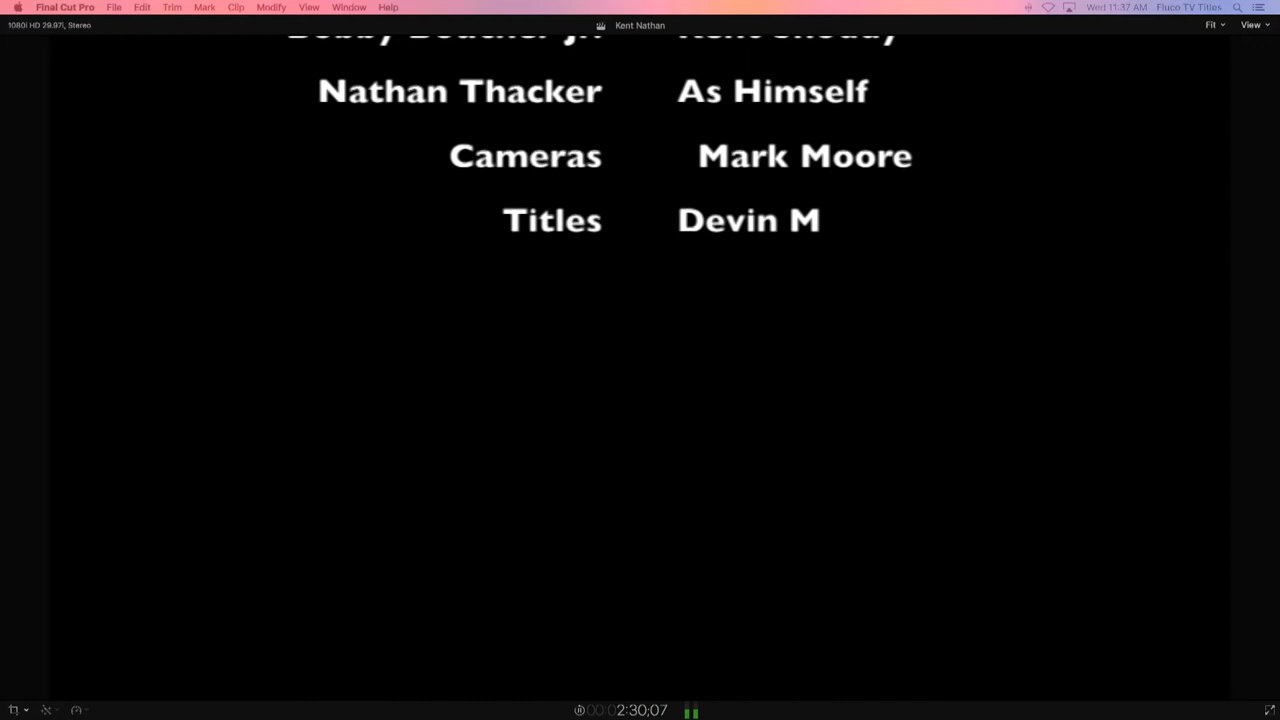 Final Cut Pro File Edit Trim Mark Clip Modify View Window Help Wed 11:37 AM Fluco TV Titles
1080i HD 29.97i, Stereo Kent Nathan Fit View
Nathan Thacker As Himself
Cameras Mark Moore
Titles Devin M
00:02:30;07